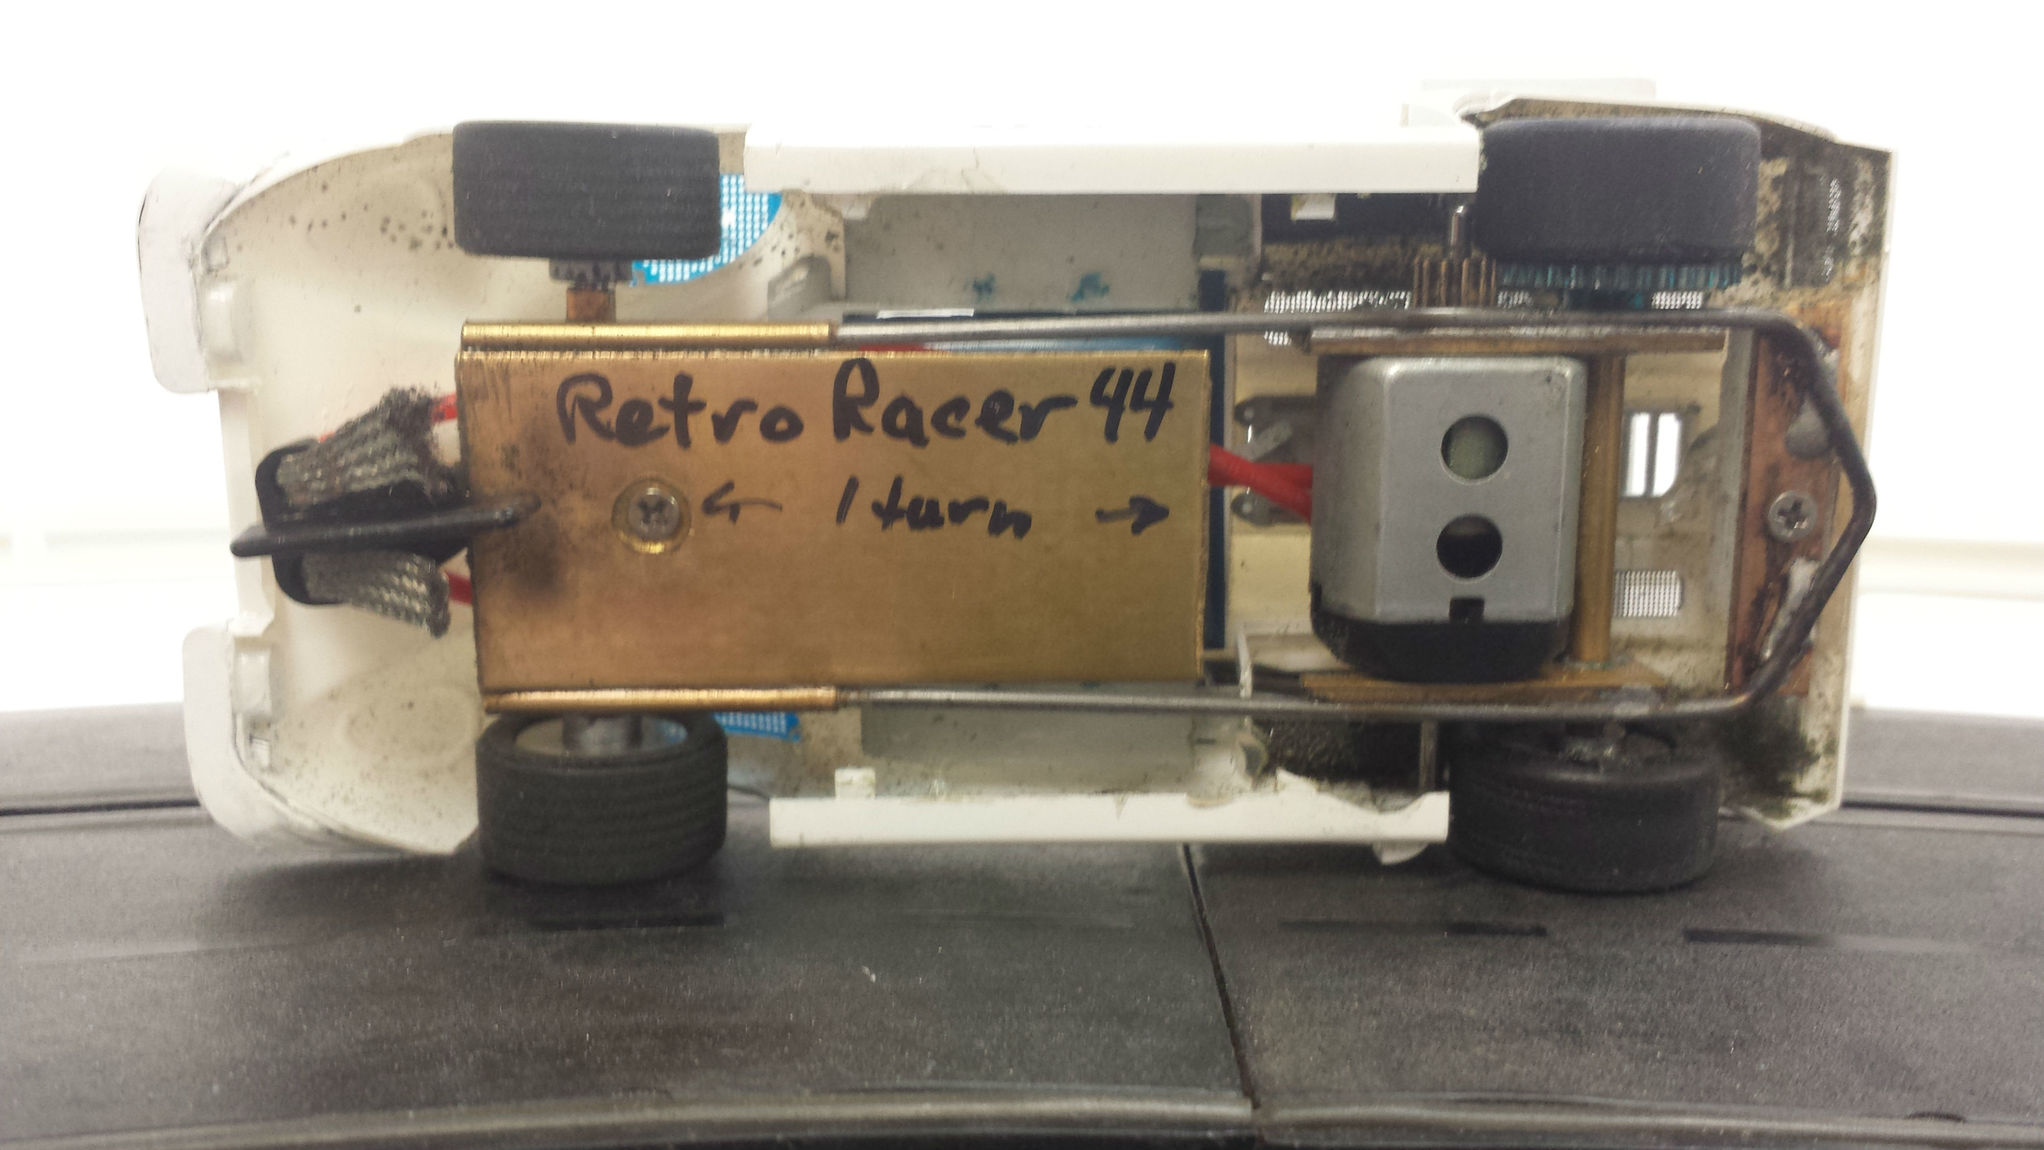 Retro Racer 44
← 1 turn →